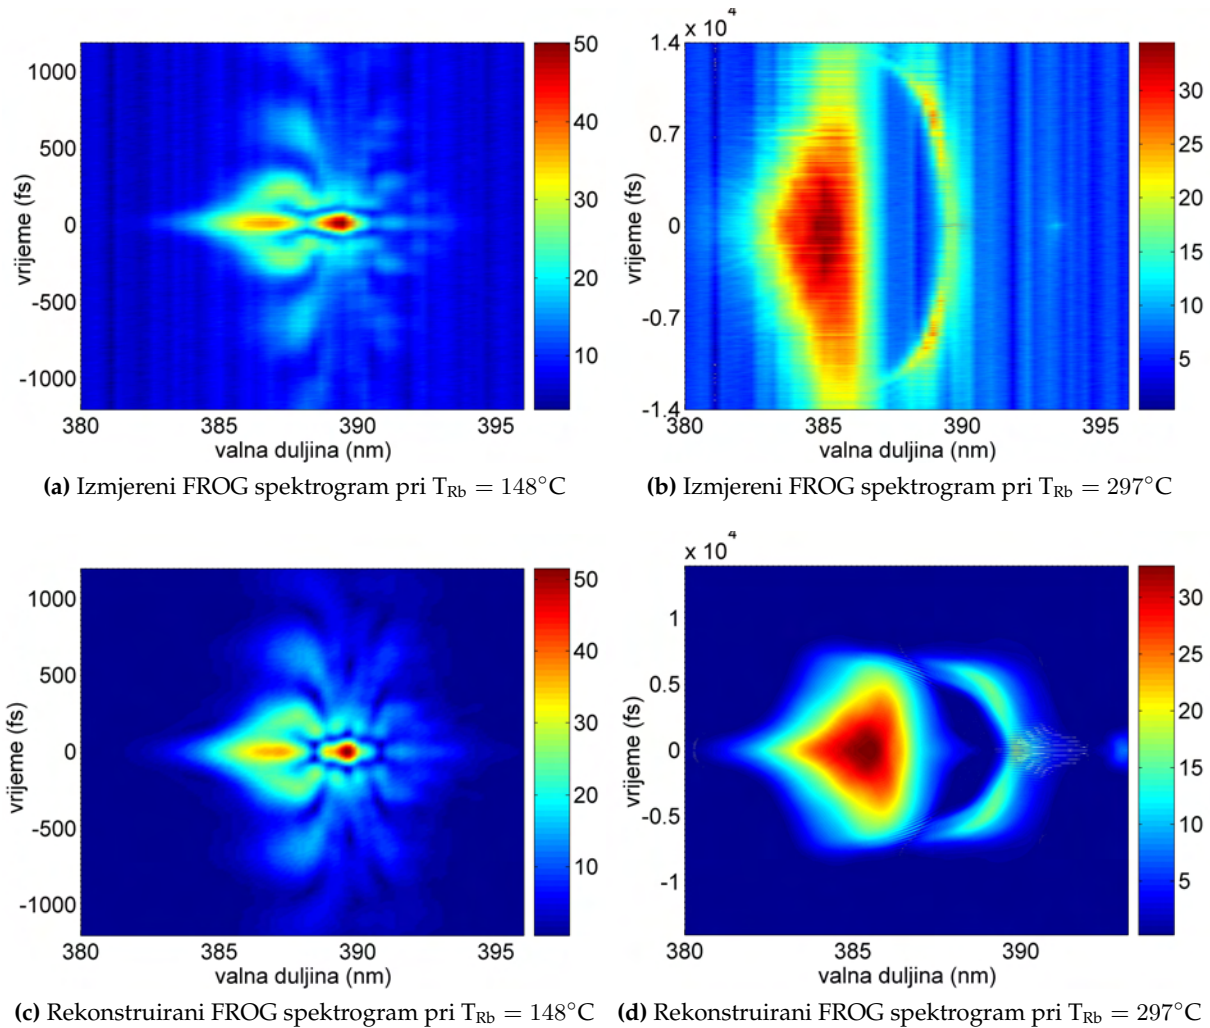 1000
500
0
-500
-1000
vrijeme (fs)
380 385 390 395
valna duljina (nm)
50
40
30
20
10
(a) Izmjereni FROG spektrogram pri T_Rb = 148°C
x 10^4
1.4
0.7
0
-0.7
-1.4
vrijeme (fs)
380 385 390 395
valna duljina (nm)
30
25
20
15
10
5
(b) Izmjereni FROG spektrogram pri T_Rb = 297°C
1000
500
0
-500
-1000
vrijeme (fs)
380 385 390 395
valna duljina (nm)
50
40
30
20
10
(c) Rekonstruirani FROG spektrogram pri T_Rb = 148°C
x 10^4
1
0.5
0
-0.5
-1
vrijeme (fs)
380 385 390
valna duljina (nm)
30
25
20
15
10
5
(d) Rekonstruirani FROG spektrogram pri T_Rb = 297°C